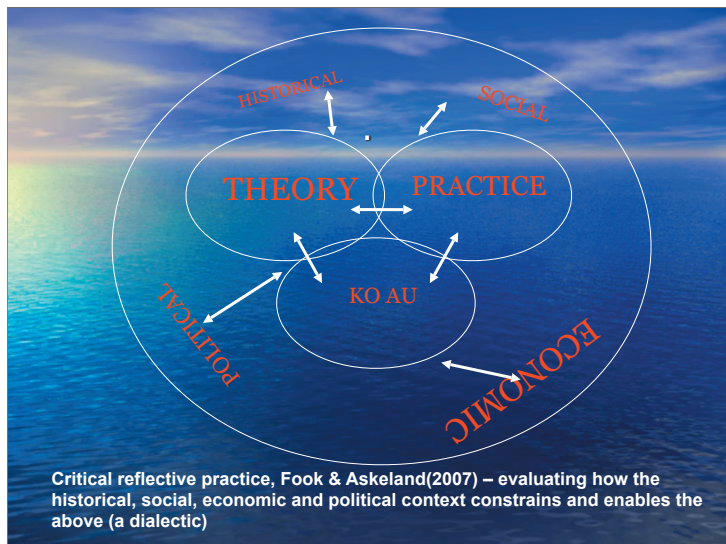 HISTORICAL
SOCIAL
THEORY
PRACTICE
KO AU
POLITICAL
ECONOMIC
Critical reflective practice, Fook & Askeland(2007) – evaluating how the
historical, social, economic and political context constrains and enables the
above (a dialectic)